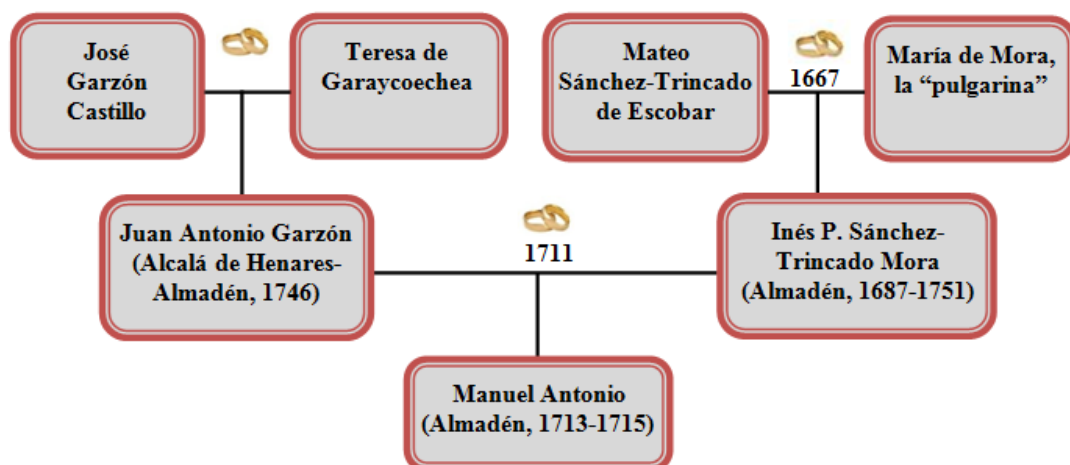 José
Garzón
Castillo
Teresa de
Garaycoechea
Mateo
Sánchez-Trincado
de Escobar
1667
María de Mora,
la “pulgarina”
Juan Antonio Garzón
(Alcalá de Henares-
Almadén, 1746)
1711
Inés P. Sánchez-
Trincado Mora
(Almadén, 1687-1751)
Manuel Antonio
(Almadén, 1713-1715)